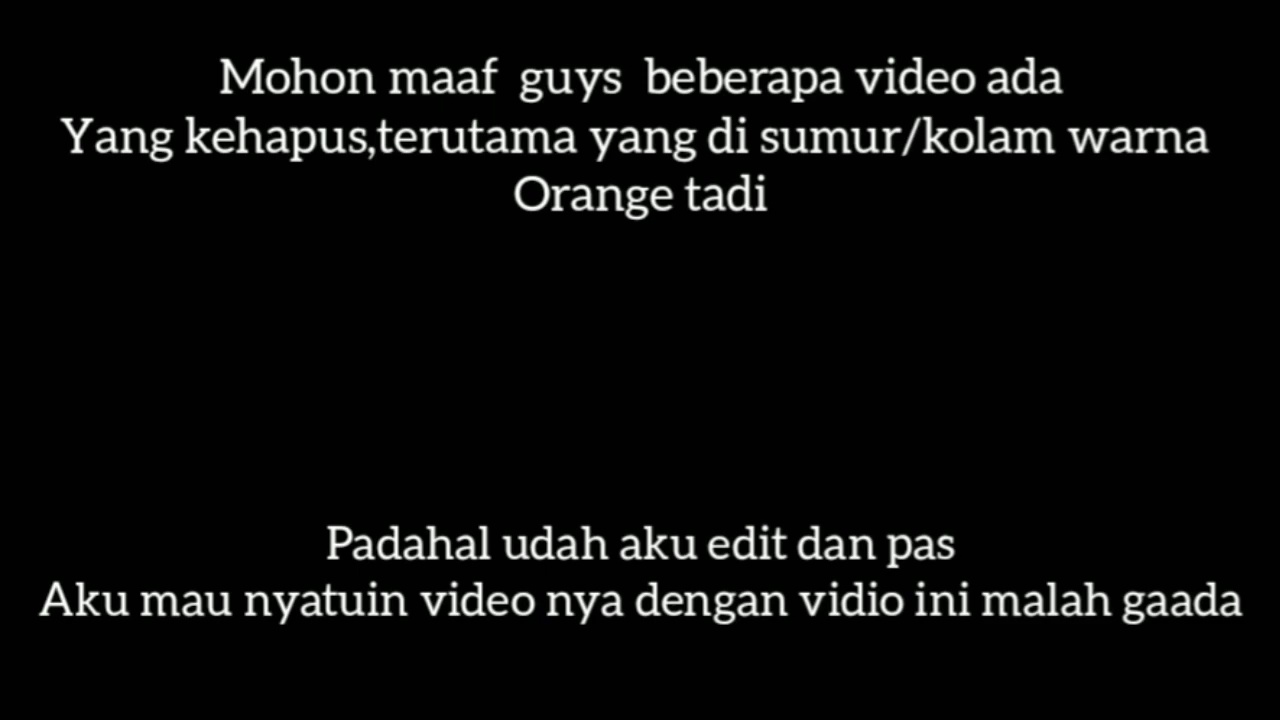 Mohon maaf guys beberapa video ada
Yang kehapus,terutama yang di sumur/kolam warna
Orange tadi
Padahal udah aku edit dan pas
Aku mau nyatuin video nya dengan vidio ini malah gaada